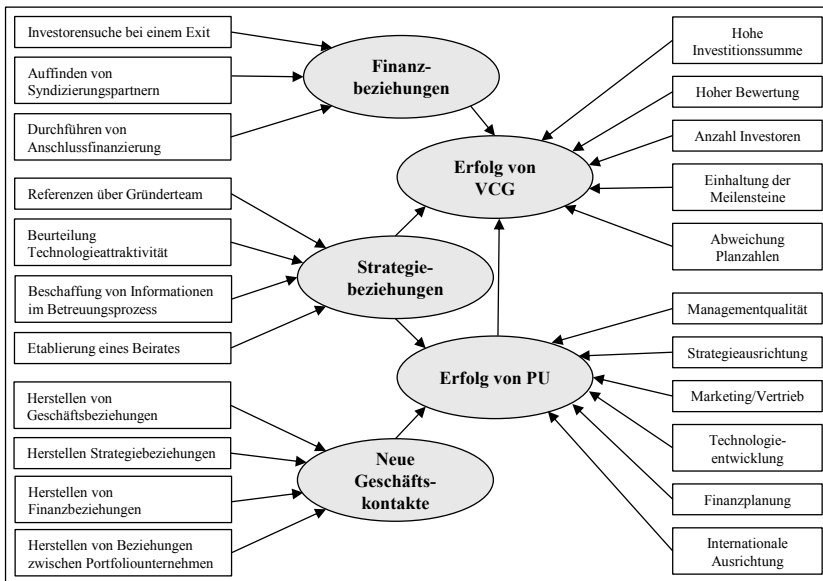 Investorensuche bei einem Exit
Auffinden von
Syndizierungspartnern
Durchführen von
Anschlussfinanzierung
Referenzen über Gründerteam
Beurteilung
Technologieattraktivität
Beschaffung von Informationen
im Betreuungsprozess
Etablierung eines Beirates
Herstellen von
Geschäftsbeziehungen
Herstellen Strategiebeziehungen
Herstellen von
Finanzbeziehungen
Herstellen von Beziehungen
zwischen Portfoliounternehmen
Finanz-
beziehungen
Erfolg von
VCG
Strategie-
beziehungen
Erfolg von PU
Neue
Geschäfts-
kontakte
Hohe
Investitionssumme
Hoher Bewertung
Anzahl Investoren
Einhaltung der
Meilensteine
Abweichung
Planzahlen
Managementqualität
Strategieausrichtung
Marketing/Vertrieb
Technologie-
entwicklung
Finanzplanung
Internationale
Ausrichtung